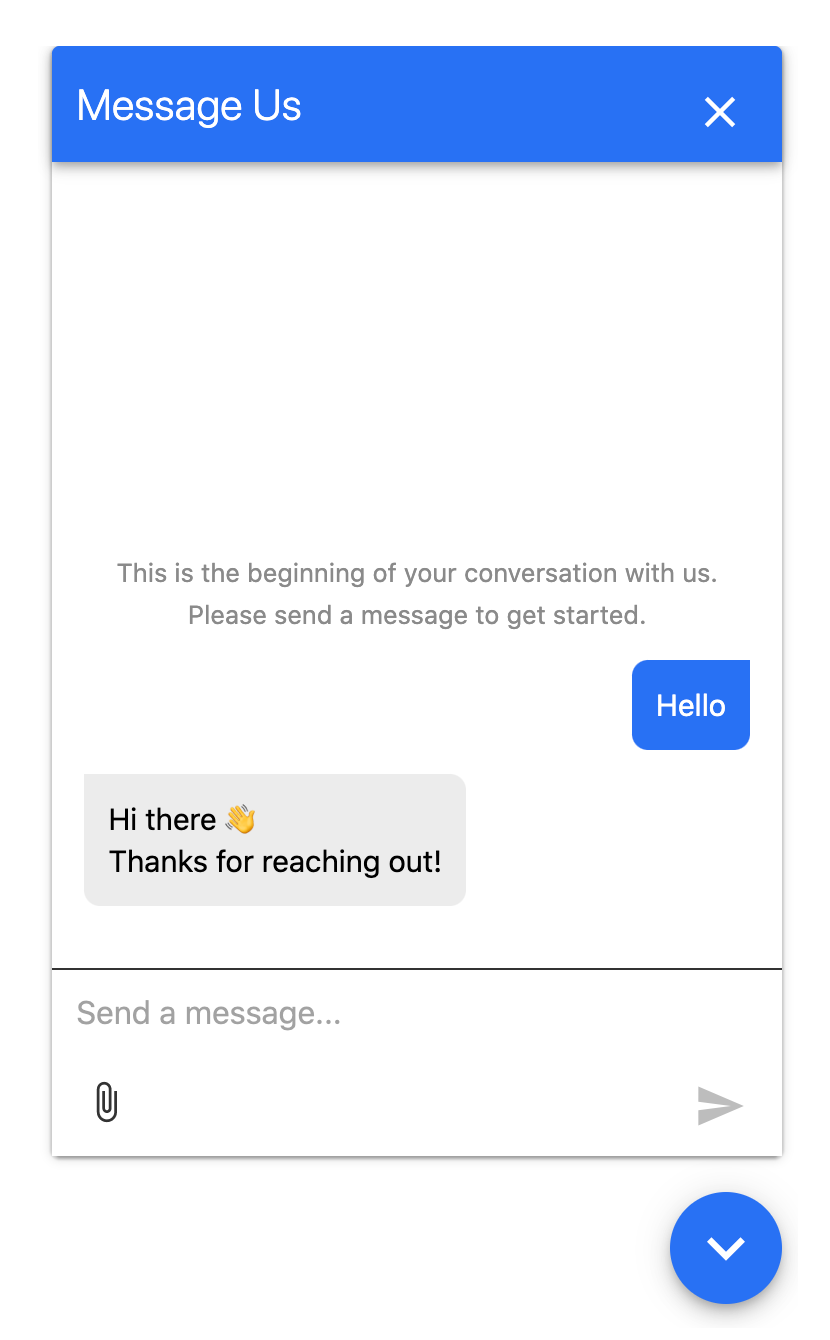 Message Us
This is the beginning of your conversation with us.
Please send a message to get started.
Hello
Hi there 👋
Thanks for reaching out!
Send a message...